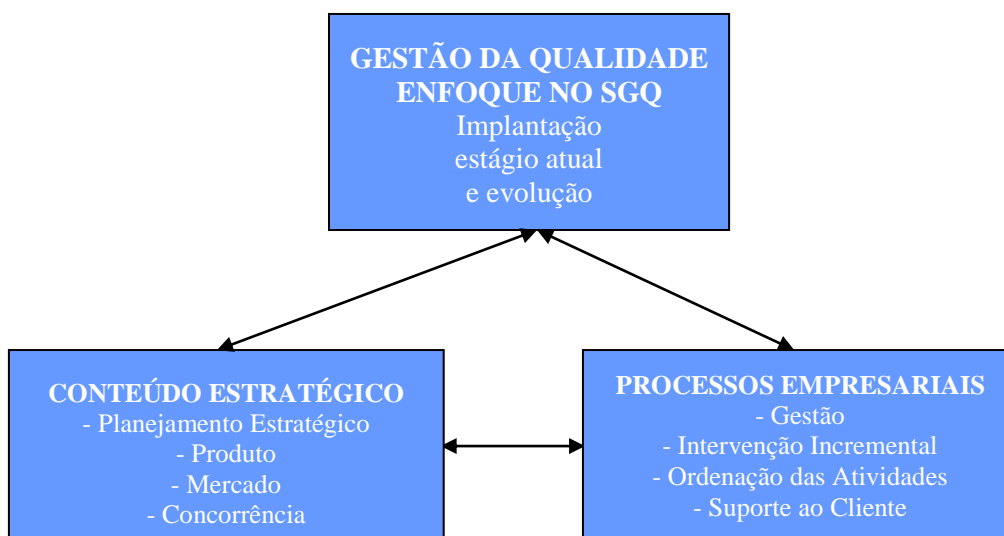 GESTÃO DA QUALIDADE
ENFOQUE NO SGQ
Implantação
estágio atual
e evolução
CONTEÚDO ESTRATÉGICO
- Planejamento Estratégico
- Produto
- Mercado
- Concorrência
PROCESSOS EMPRESARIAIS
- Gestão
- Intervenção Incremental
- Ordenação das Atividades
- Suporte ao Cliente